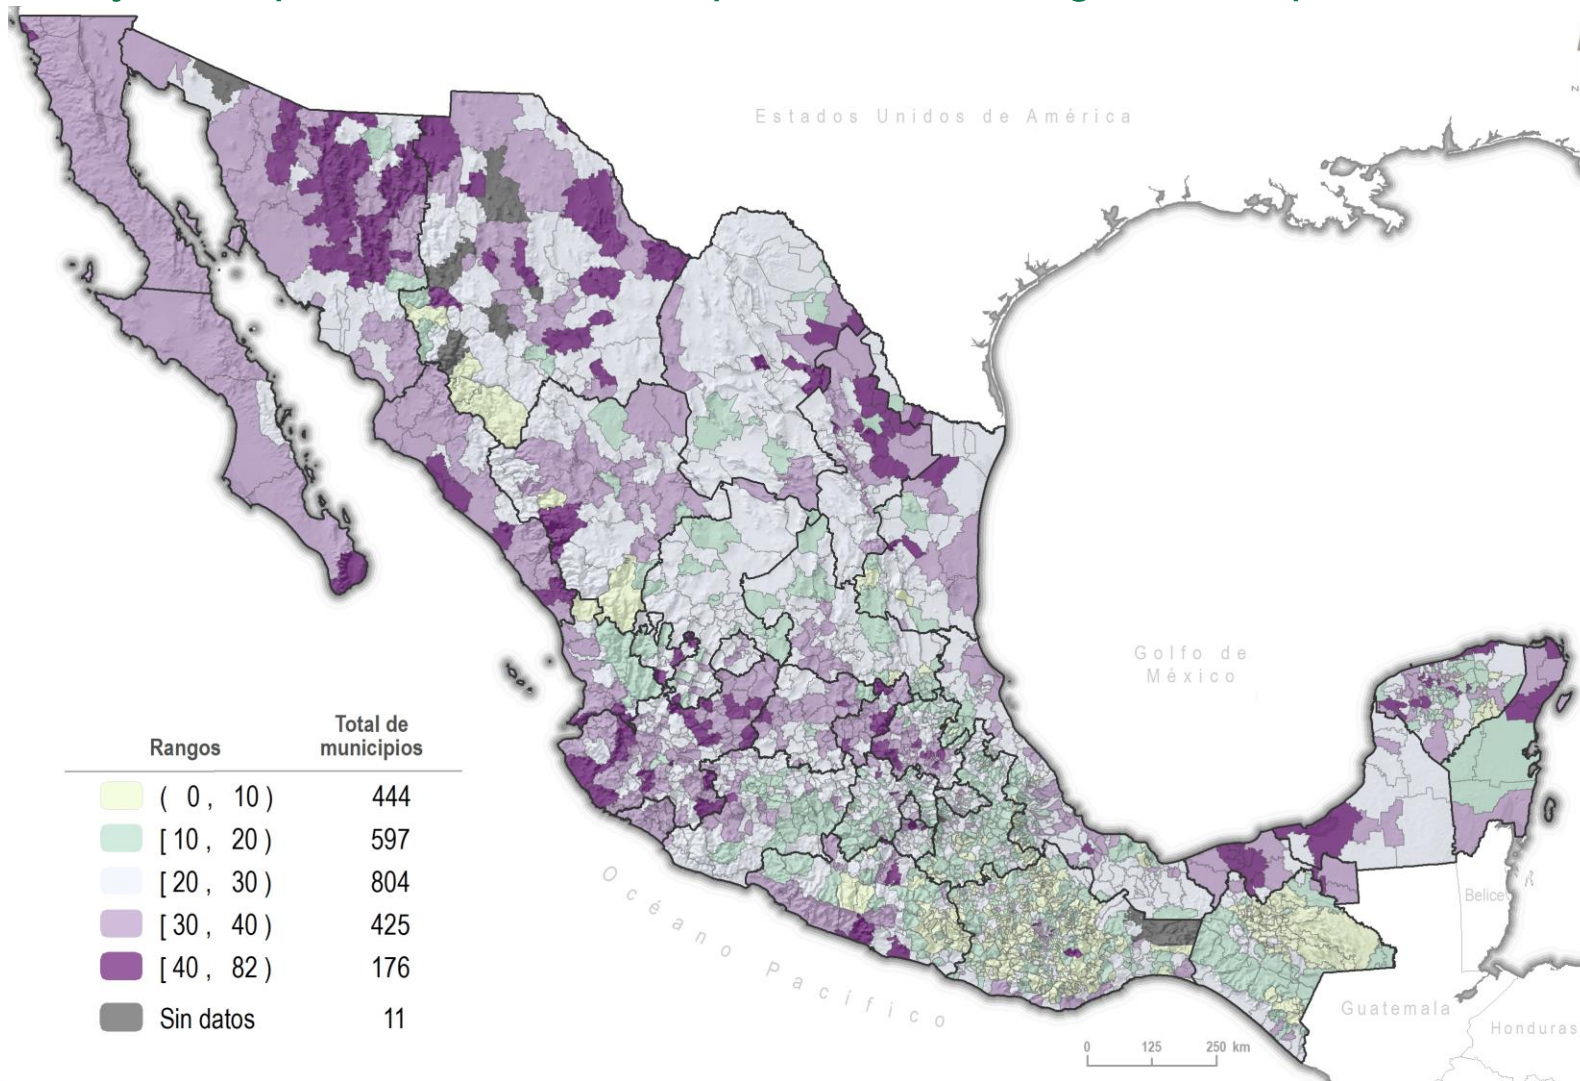 Estados Unidos de América
Golfo de
México
Océano Pacífico
Belice
Guatemala
Honduras
Rangos
Total de
municipios
( 0 , 10 ) 444
[ 10 , 20 ) 597
[ 20 , 30 ) 804
[ 30 , 40 ) 425
[ 40 , 82 ) 176
Sin datos 11
0 125 250 km